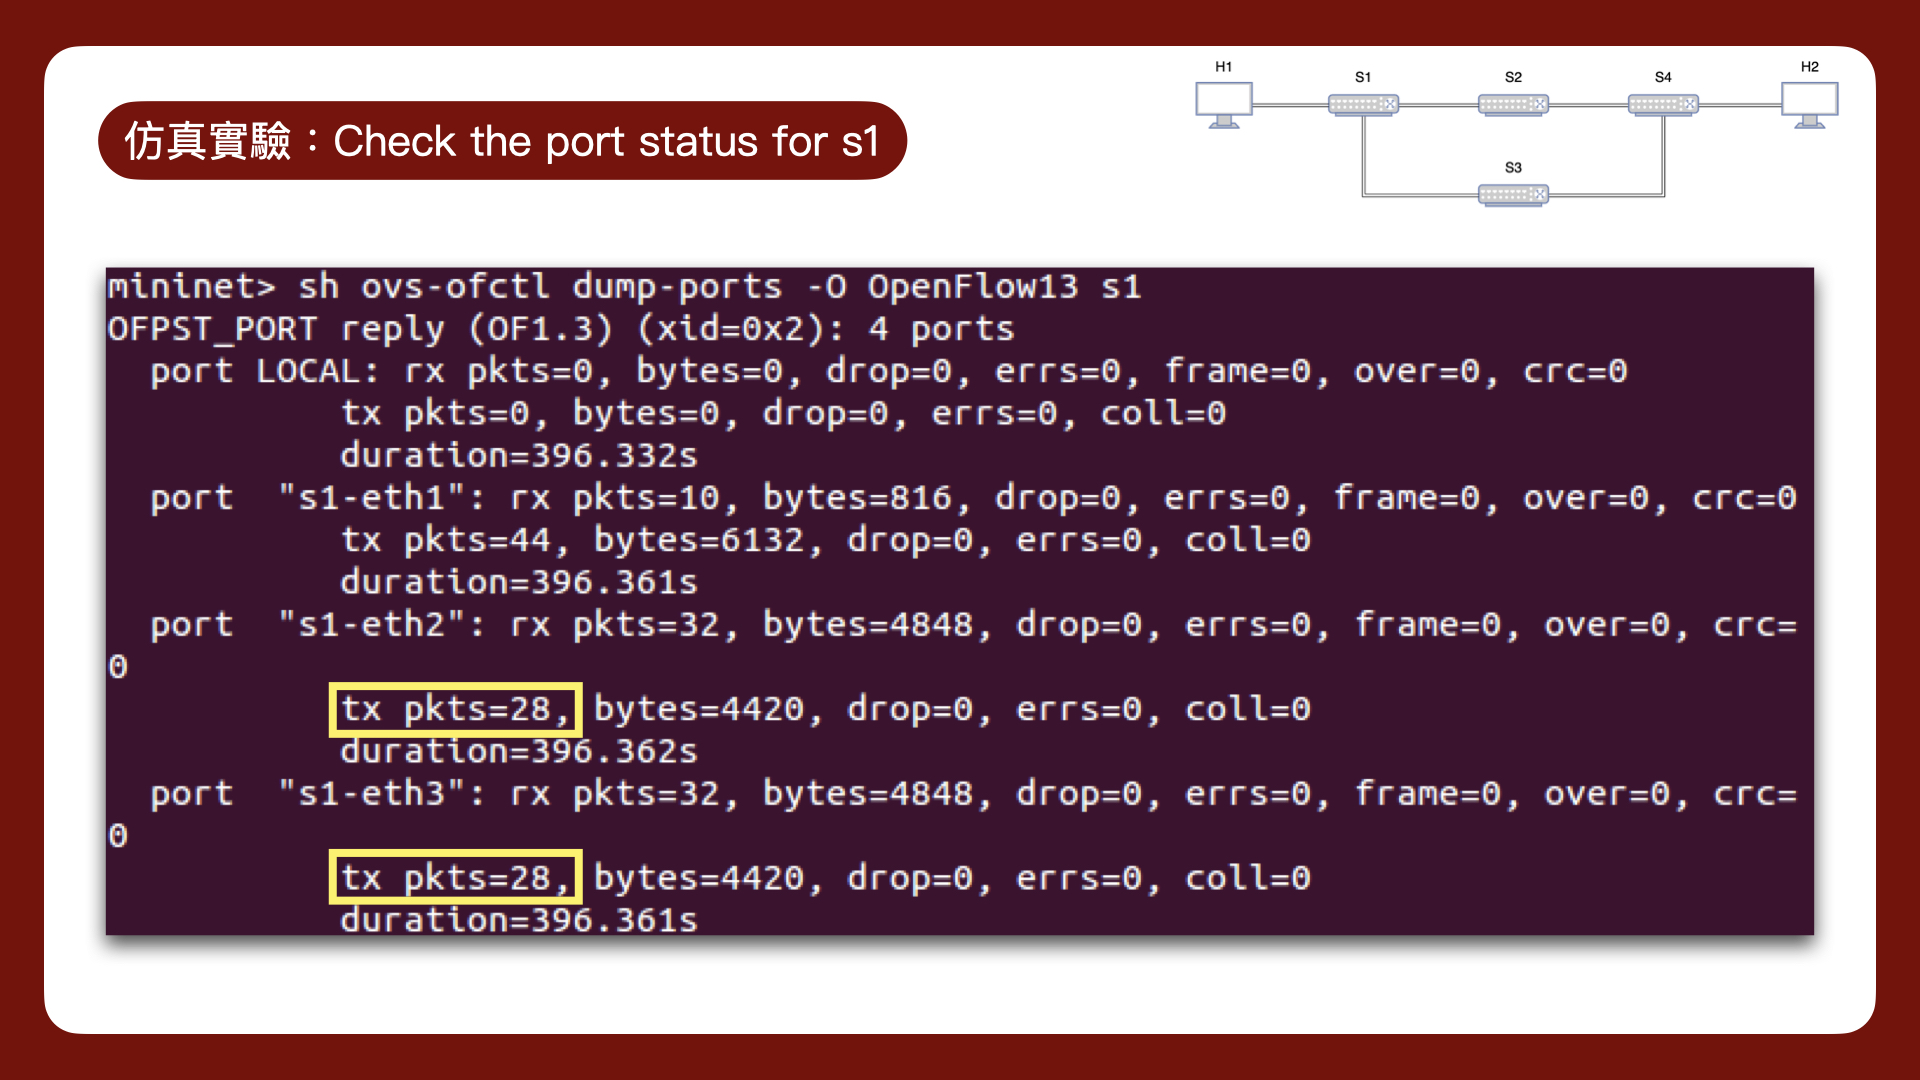 H1
S1
S2
S4
H2
S3
仿真實驗：Check the port status for s1
mininet> sh ovs-ofctl dump-ports -O OpenFlow13 s1
OFPST_PORT reply (OF1.3) (xid=0x2): 4 ports
port LOCAL: rx pkts=0, bytes=0, drop=0, errs=0, frame=0, over=0, crc=0
tx pkts=0, bytes=0, drop=0, errs=0, coll=0
duration=396.332s
port  "s1-eth1": rx pkts=10, bytes=816, drop=0, errs=0, frame=0, over=0, crc=0
tx pkts=44, bytes=6132, drop=0, errs=0, coll=0
duration=396.361s
port  "s1-eth2": rx pkts=32, bytes=4848, drop=0, errs=0, frame=0, over=0, crc=
0
tx pkts=28, bytes=4420, drop=0, errs=0, coll=0
duration=396.362s
port  "s1-eth3": rx pkts=32, bytes=4848, drop=0, errs=0, frame=0, over=0, crc=
0
tx pkts=28, bytes=4420, drop=0, errs=0, coll=0
duration=396.361s